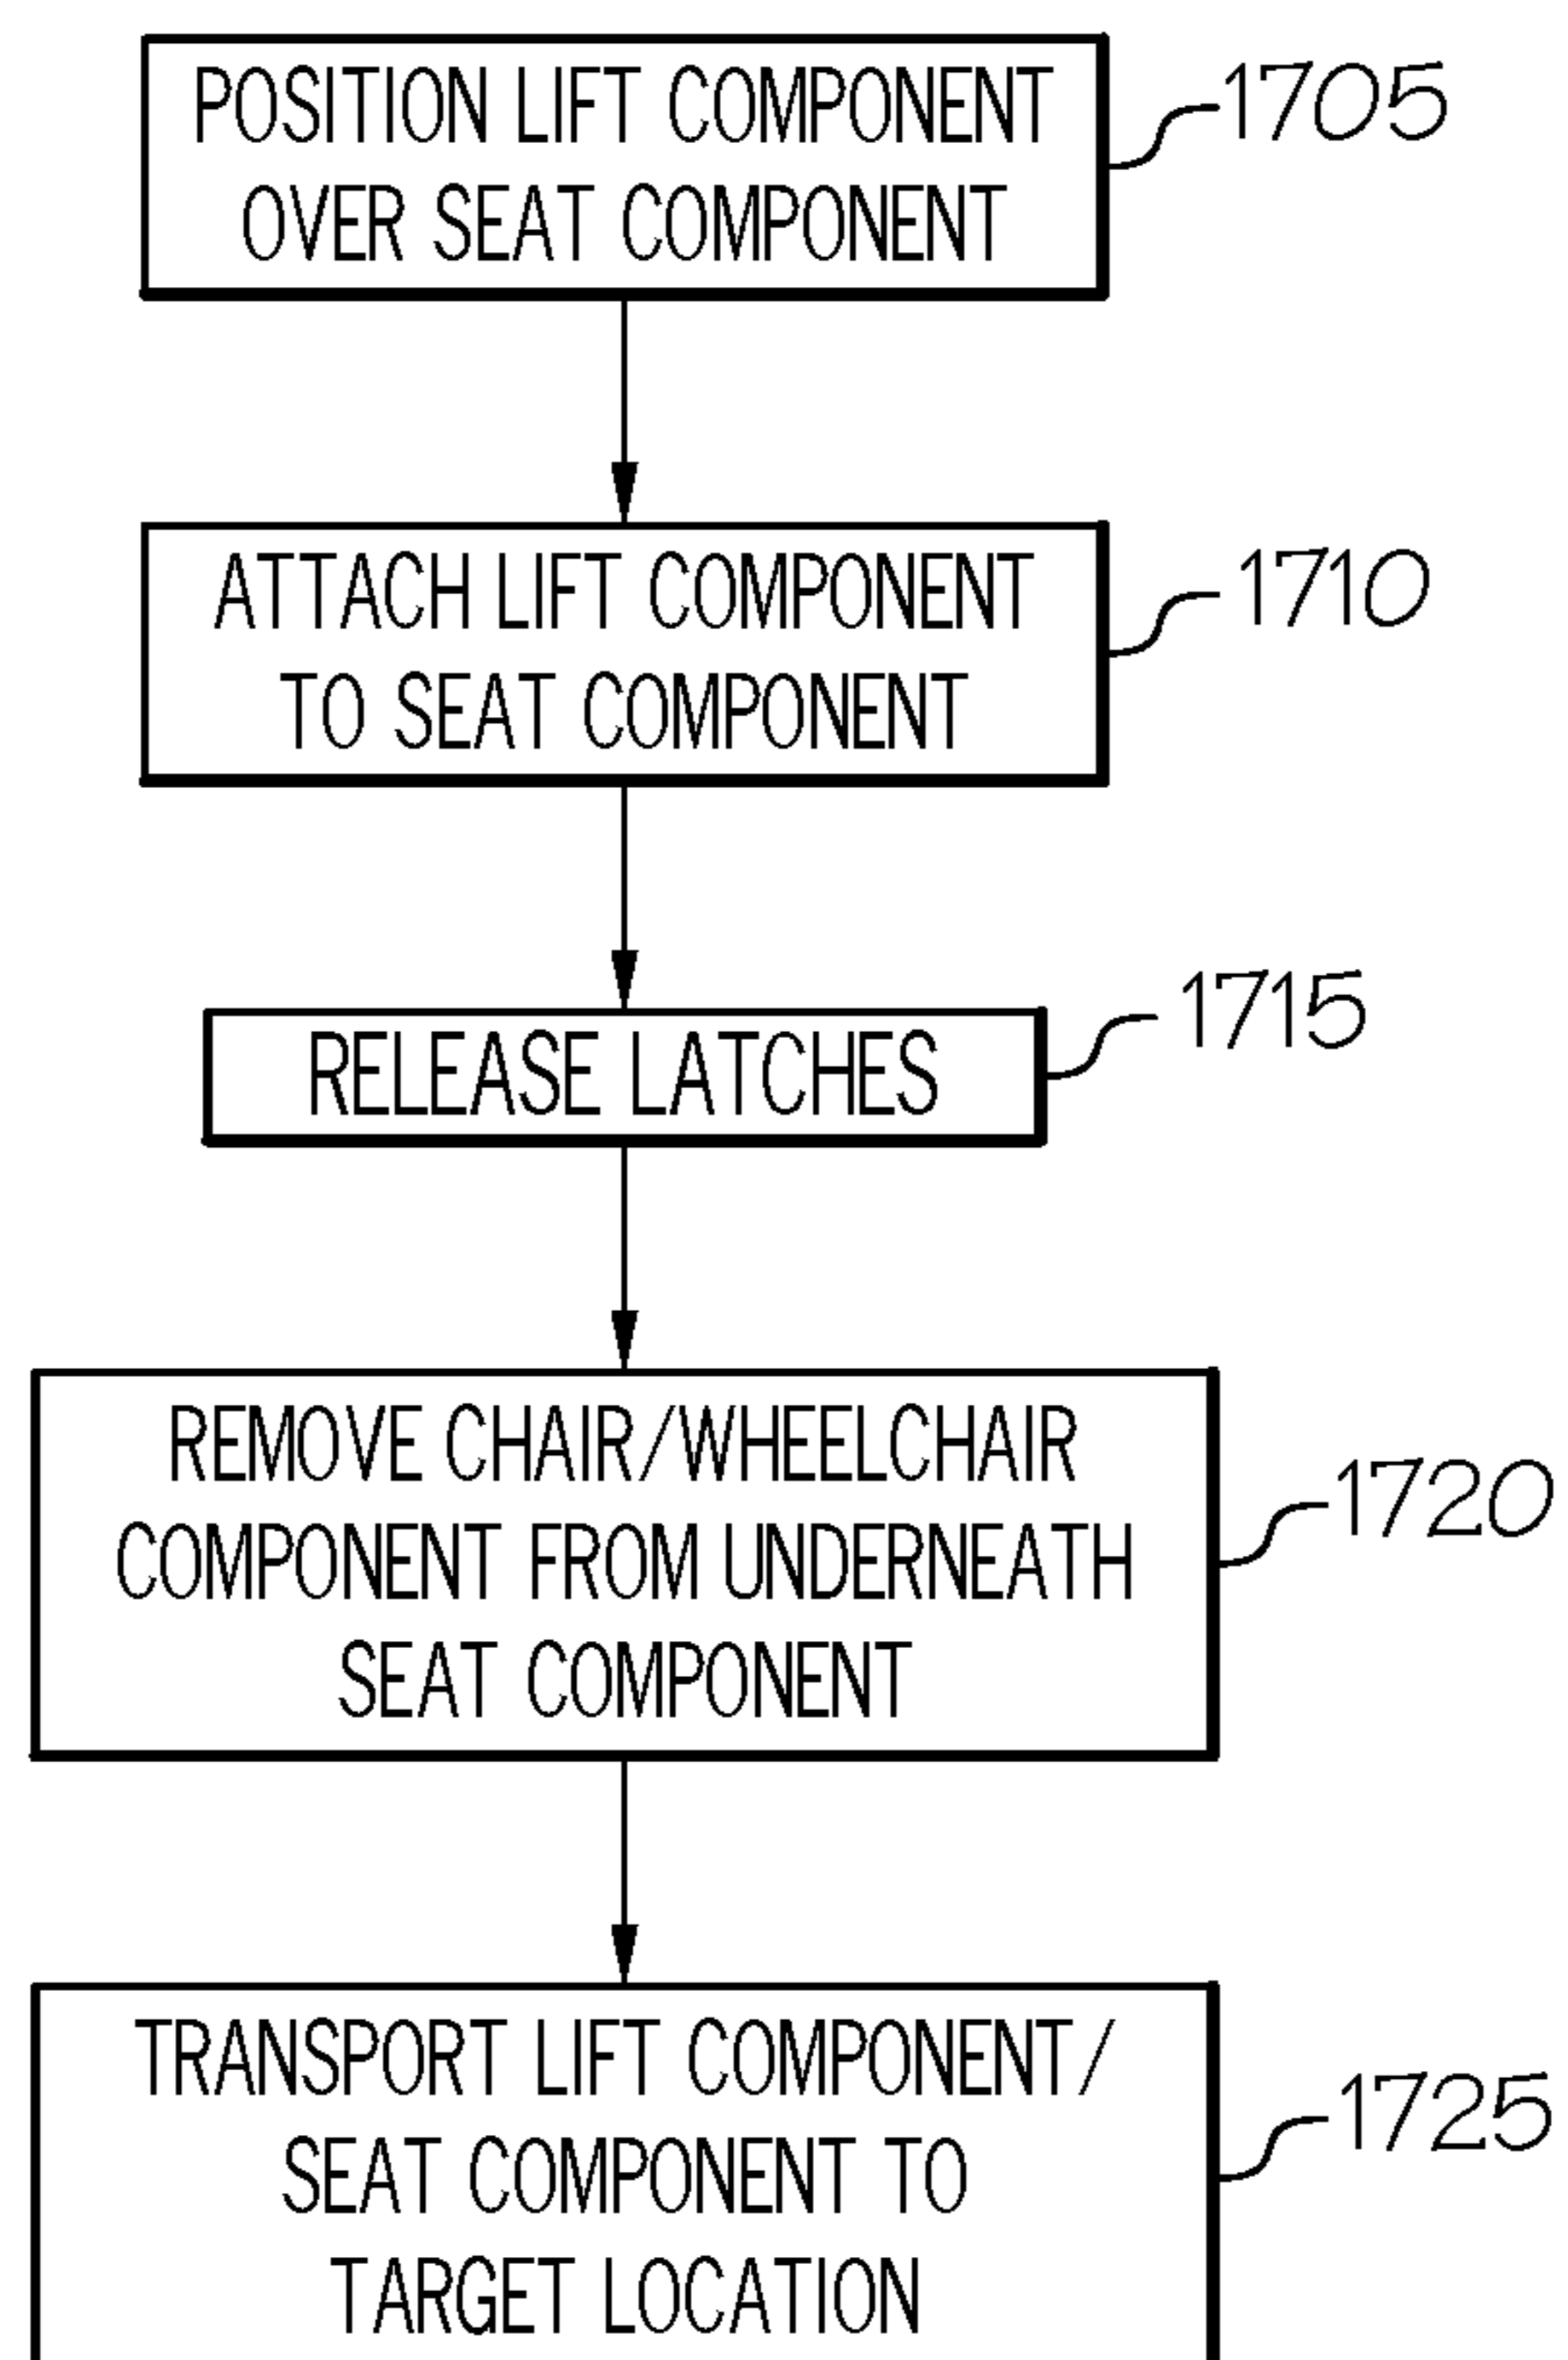 POSITION LIFT COMPONENT
OVER SEAT COMPONENT
1705
ATTACH LIFT COMPONENT
TO SEAT COMPONENT
1710
RELEASE LATCHES
1715
REMOVE CHAIR/WHEELCHAIR
COMPONENT FROM UNDERNEATH
SEAT COMPONENT
1720
TRANSPORT LIFT COMPONENT/
SEAT COMPONENT TO
TARGET LOCATION
1725